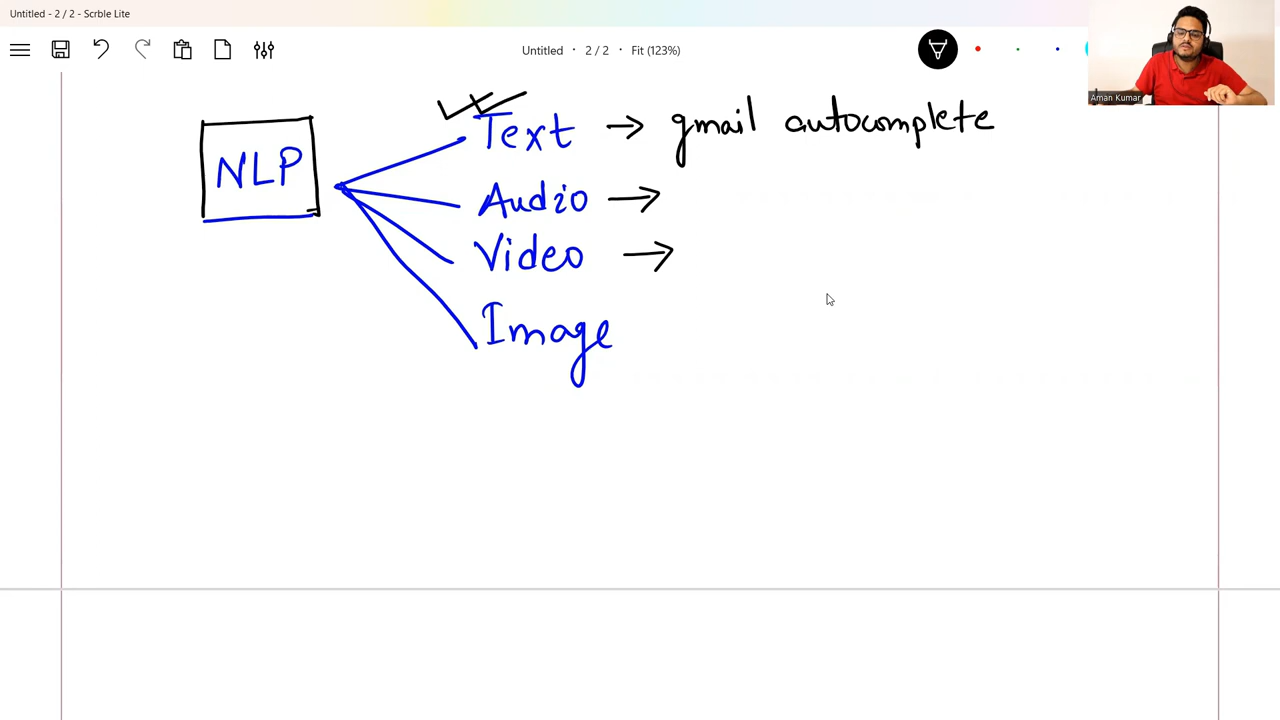 Untitled - 2 / 2 - Scrble Lite
Untitled • 2 / 2 • Fit (123%)
Aman Kumar
NLP
Text → gmail autocomplete
Audio →
Video →
Image